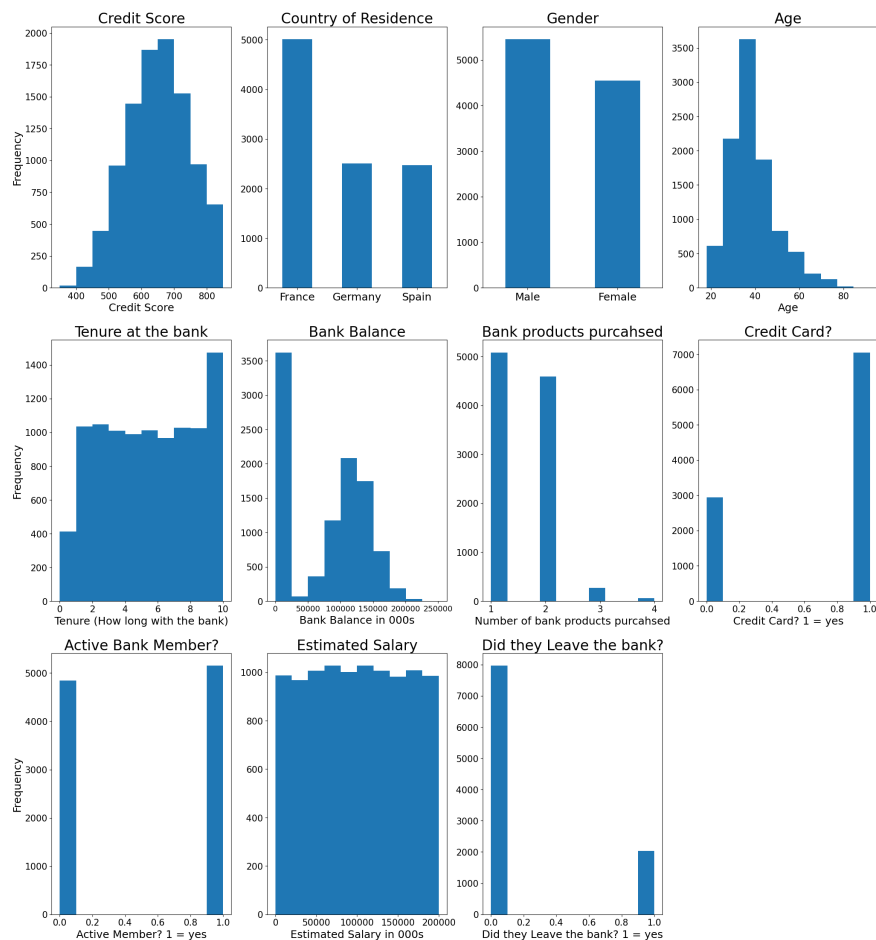 Credit Score
Country of Residence
Gender
Age
Frequency
2000
1750
1500
1250
1000
750
500
250
0
400 500 600 700 800
Credit Score
5000
4000
3000
2000
1000
0
France Germany Spain
5000
4000
3000
2000
1000
0
Male Female
3500
3000
2500
2000
1500
1000
500
0
20 40 60 80
Age
Tenure at the bank
Bank Balance
Bank products purcahsed
Credit Card?
Frequency
1400
1200
1000
800
600
400
200
0
0 2 4 6 8 10
Tenure (How long with the bank)
3500
3000
2500
2000
1500
1000
500
0
0 50000 100000 150000 200000 250000
Bank Balance in 000s
5000
4000
3000
2000
1000
0
1 2 3 4
Number of bank products purcahsed
7000
6000
5000
4000
3000
2000
1000
0
0.0 0.2 0.4 0.6 0.8 1.0
Credit Card? 1 = yes
Active Bank Member?
Estimated Salary
Did they Leave the bank?
Frequency
5000
4000
3000
2000
1000
0
0.0 0.2 0.4 0.6 0.8 1.0
Active Member? 1 = yes
1000
800
600
400
200
0
0 50000 100000 150000 200000
Estimated Salary in 000s
8000
7000
6000
5000
4000
3000
2000
1000
0
0.0 0.2 0.4 0.6 0.8 1.0
Did they Leave the bank? 1 = yes